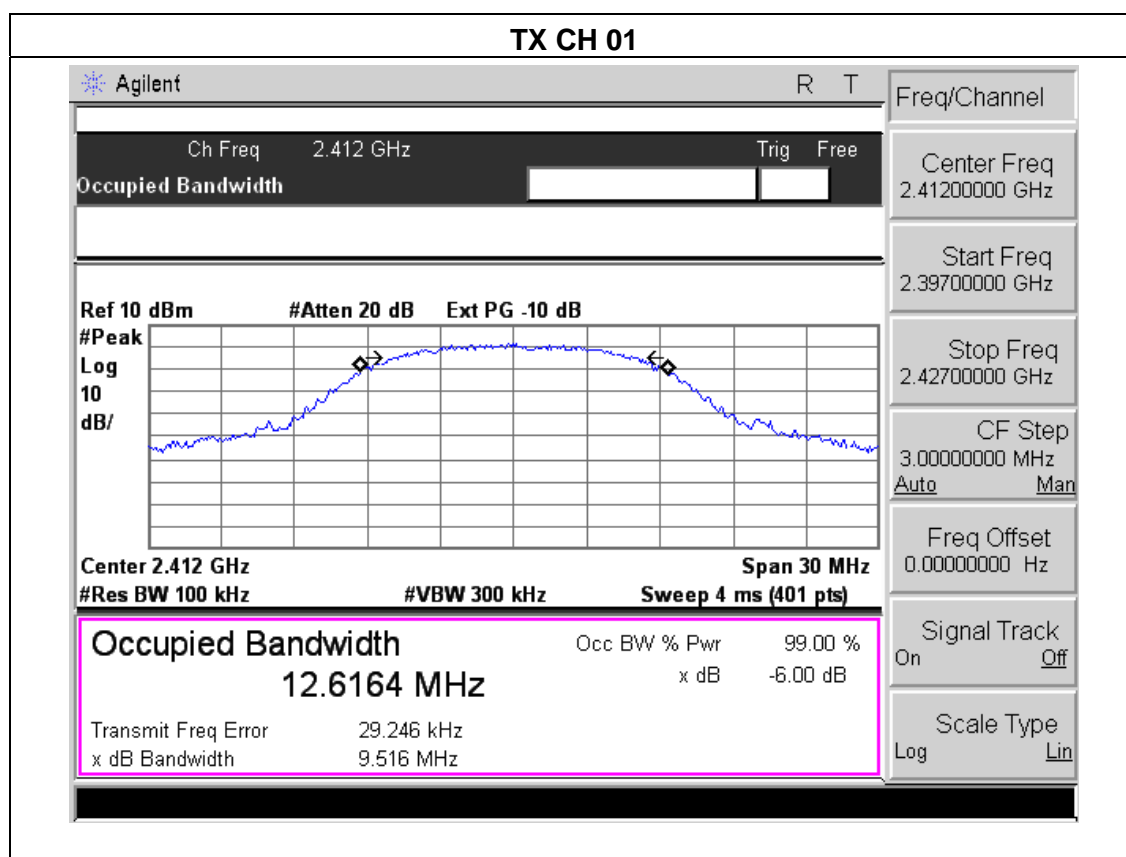 TX CH 01
Agilent R T
Freq/Channel
Ch Freq 2.412 GHz Trig Free
Occupied Bandwidth
Center Freq
2.41200000 GHz
Start Freq
2.39700000 GHz
Stop Freq
2.42700000 GHz
CF Step
3.00000000 MHz
Auto Man
Freq Offset
0.00000000 Hz
Signal Track
On Off
Scale Type
Log Lin
Ref 10 dBm #Atten 20 dB Ext PG -10 dB
#Peak
Log
10
dB/
Center 2.412 GHz Span 30 MHz
#Res BW 100 kHz #VBW 300 kHz Sweep 4 ms (401 pts)
Occupied Bandwidth Occ BW % Pwr 99.00 %
12.6164 MHz x dB -6.00 dB
Transmit Freq Error 29.246 kHz
x dB Bandwidth 9.516 MHz